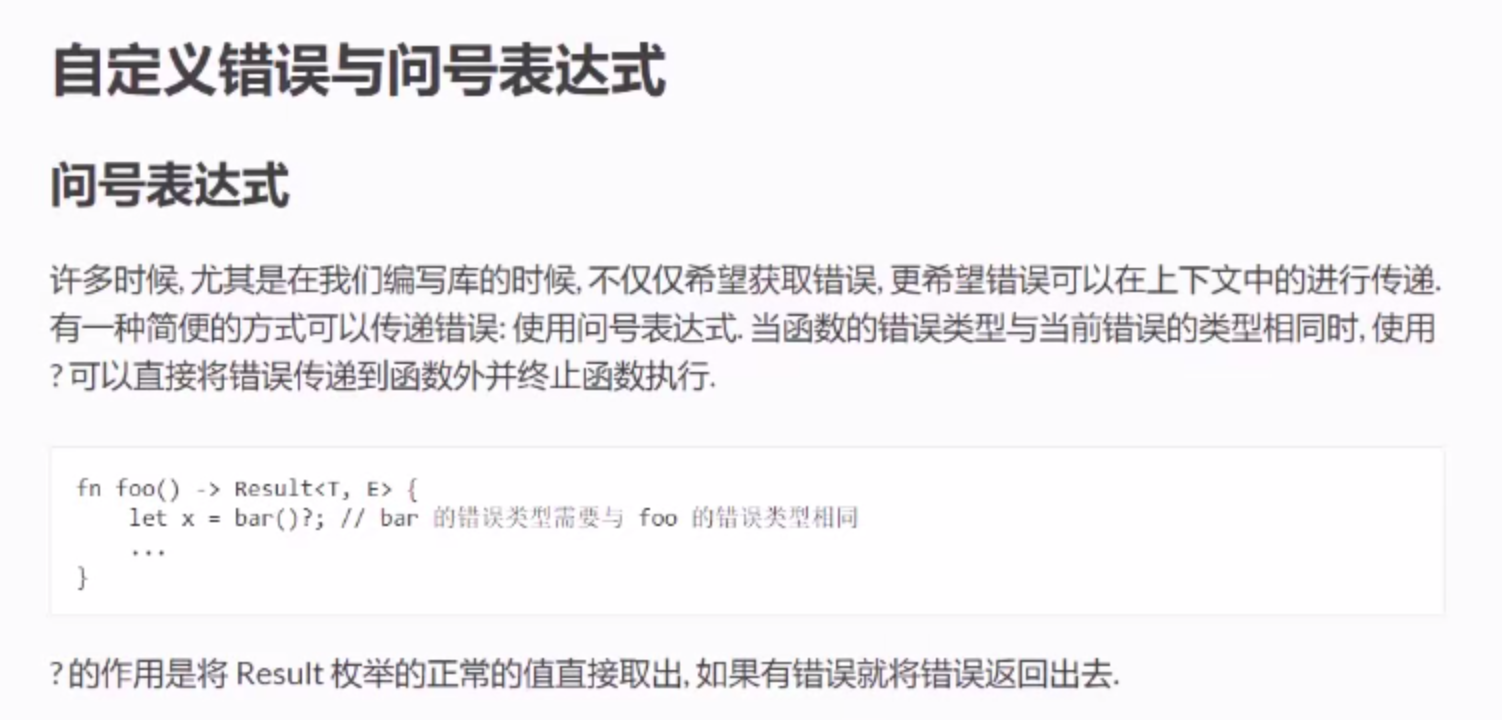 自定义错误与问号表达式
问号表达式
许多时候, 尤其是在我们编写库的时候, 不仅仅希望获取错误, 更希望错误可以在上下文中的进行传递.
有一种简便的方式可以传递错误: 使用问号表达式. 当函数的错误类型与当前错误的类型相同时, 使用
? 可以直接将错误传递到函数外并终止函数执行.
fn foo() -> Result<T, E> {
    let x = bar()?; // bar 的错误类型需要与 foo 的错误类型相同
    ...
}
? 的作用是将 Result 枚举的正常的值直接取出, 如果有错误就将错误返回出去.